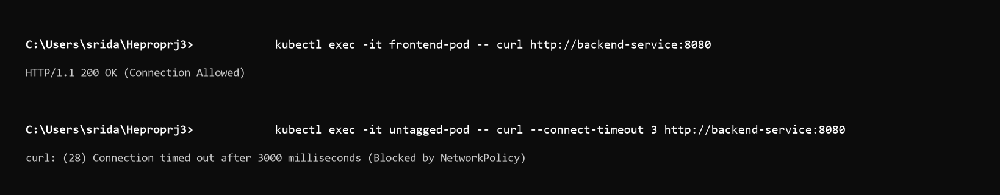 C:\Users\srida\Heproprj3> kubectl exec -it frontend-pod -- curl http://backend-service:8080
HTTP/1.1 200 OK (Connection Allowed)
C:\Users\srida\Heproprj3> kubectl exec -it untagged-pod -- curl --connect-timeout 3 http://backend-service:8080
curl: (28) Connection timed out after 3000 milliseconds (Blocked by NetworkPolicy)